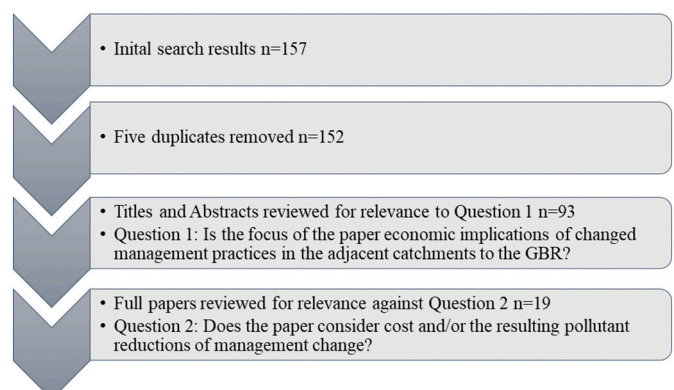 • Inital search results n=157
• Five duplicates removed n=152
• Titles and Abstracts reviewed for relevance to Question 1 n=93
• Question 1: Is the focus of the paper economic implications of changed
management practices in the adjacent catchments to the GBR?
• Full papers reviewed for relevance against Question 2 n=19
• Question 2: Does the paper consider cost and/or the resulting pollutant
reductions of management change?